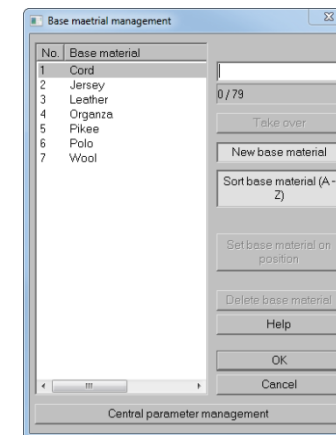 Base maetrial management
No. Base material
1 Cord
2 Jersey
3 Leather
4 Organza
5 Pikee
6 Polo
7 Wool
0/79
Take over
New base material
Sort base material (A -
Z)
Set base material on
position
Delete base material
Help
OK
Cancel
Central parameter management